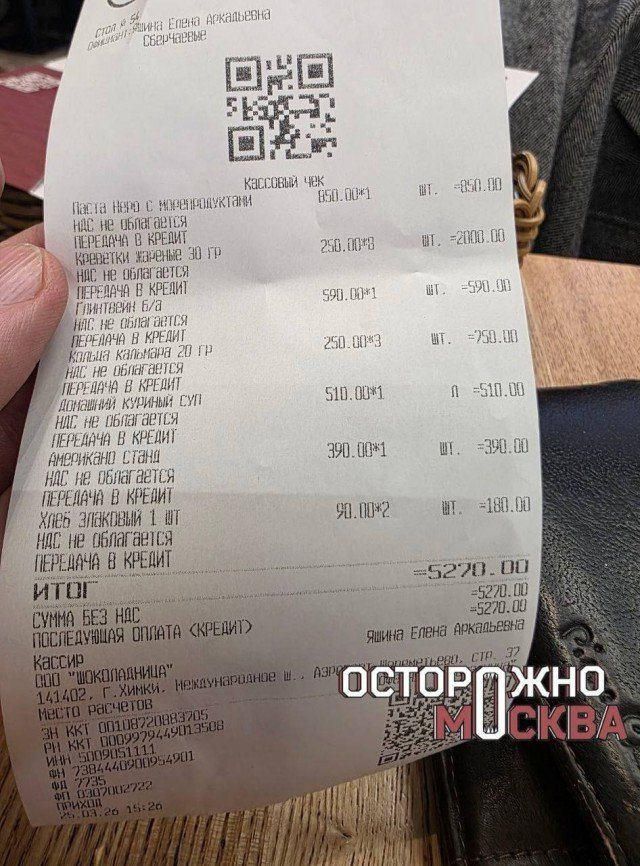 СТОЛ # 54
Официант: Яшина Елена Аркадьевна
Сберчаевые
КАССОВЫЙ ЧЕК
Паста Неро с морепродуктами 850.00*1 ШТ. =850.00
НДС НЕ ОБЛАГАЕТСЯ
ПЕРЕДАЧА В КРЕДИТ
Креветки жареные 30 гр 250.00*8 ШТ. =2000.00
НДС НЕ ОБЛАГАЕТСЯ
ПЕРЕДАЧА В КРЕДИТ
Глинтвейн б/а 590.00*1 ШТ. =590.00
НДС НЕ ОБЛАГАЕТСЯ
ПЕРЕДАЧА В КРЕДИТ
Кольца кальмара 20 гр 250.00*3 ШТ. =750.00
НДС НЕ ОБЛАГАЕТСЯ
ПЕРЕДАЧА В КРЕДИТ
Домашний куриный суп 510.00*1 Л =510.00
НДС НЕ ОБЛАГАЕТСЯ
ПЕРЕДАЧА В КРЕДИТ
Американо станд 390.00*1 ШТ. =390.00
НДС НЕ ОБЛАГАЕТСЯ
ПЕРЕДАЧА В КРЕДИТ
Хлеб злаковый 1 шт 90.00*2 ШТ. =180.00
НДС НЕ ОБЛАГАЕТСЯ
ПЕРЕДАЧА В КРЕДИТ
ИТОГ =5270.00
СУММА БЕЗ НДС =5270.00
ПОСЛЕДУЮЩАЯ ОПЛАТА (КРЕДИТ) =5270.00
Кассир Яшина Елена Аркадьевна
ООО "ШОКОЛАДНИЦА"
141402, г.Химки, Международное ш., Аэропорт Шереметьево, стр. 37
Место расчетов
ЗН ККТ 00108720883705
РН ККТ 0009979449013508
ИНН 5009051111
ФН 7384440900954901
ФД 7735
ФП 0307002722
ПРИХОД
25.03.26 15:26
ОСТОРОЖНО
МОСКВА